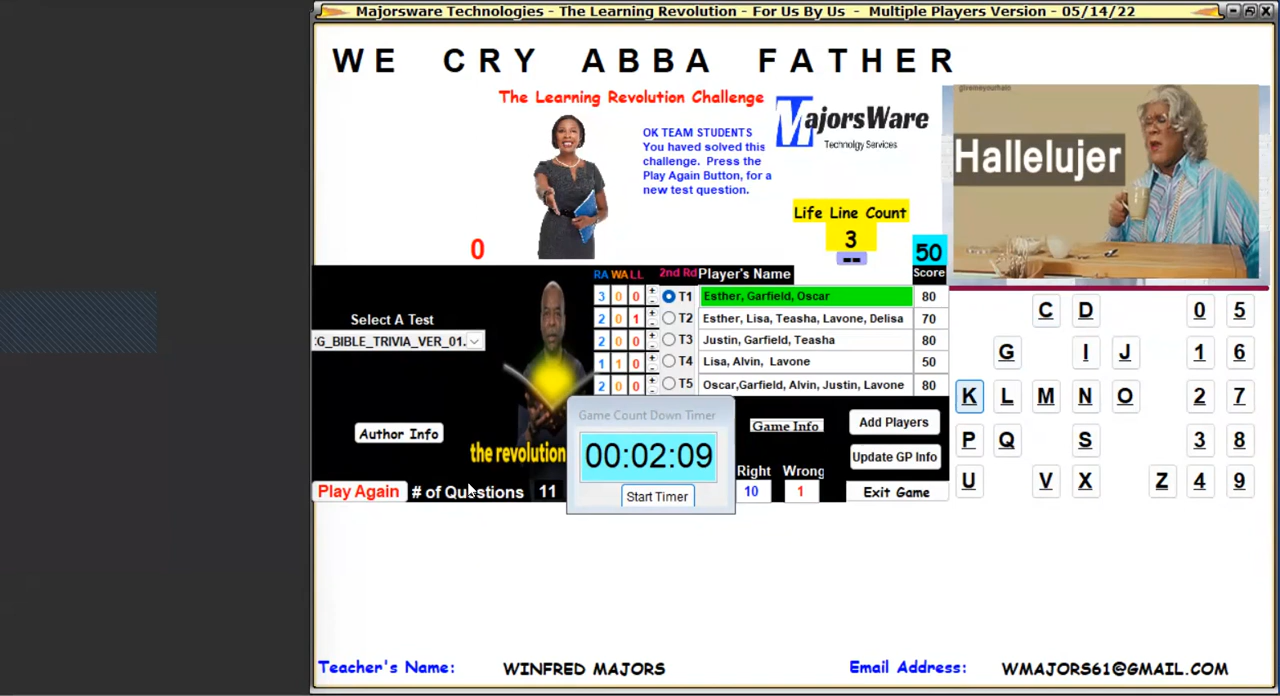 Majorsware Technologies - The Learning Revolution - For Us By Us - Multiple Players Version - 05/14/22
WE CRY ABBA FATHER
The Learning Revolution Challenge
OK TEAM STUDENTS
You haved solved this
challenge. Press the
Play Again Button, for a
new test question.
MajorsWare
Technolgy Services
Hallelujer
Life Line Count
3
--
0
50
Score
RA WA LL 2nd Rd Player's Name
3 0 0 T1 Esther, Garfield, Oscar 80
2 0 1 T2 Esther, Lisa, Teasha, Lavone, Delisa 70
2 0 0 T3 Justin, Garfield, Teasha 80
1 1 0 T4 Lisa, Alvin, Lavone 50
2 0 0 T5 Oscar,Garfield, Alvin, Justin, Lavone 80
Select A Test
G_BIBLE_TRIVIA_VER_01.
Author Info
the revolution
Play Again # of Questions 11
Game Count Down Timer
00:02:09
Start Timer
Game Info
Right Wrong
10 1
Add Players
Update GP Info
Exit Game
C D 0 5
G I J 1 6
K L M N O 2 7
P Q S 3 8
U V X Z 4 9
Teacher's Name: WINFRED MAJORS Email Address: WMAJORS61@GMAIL.COM